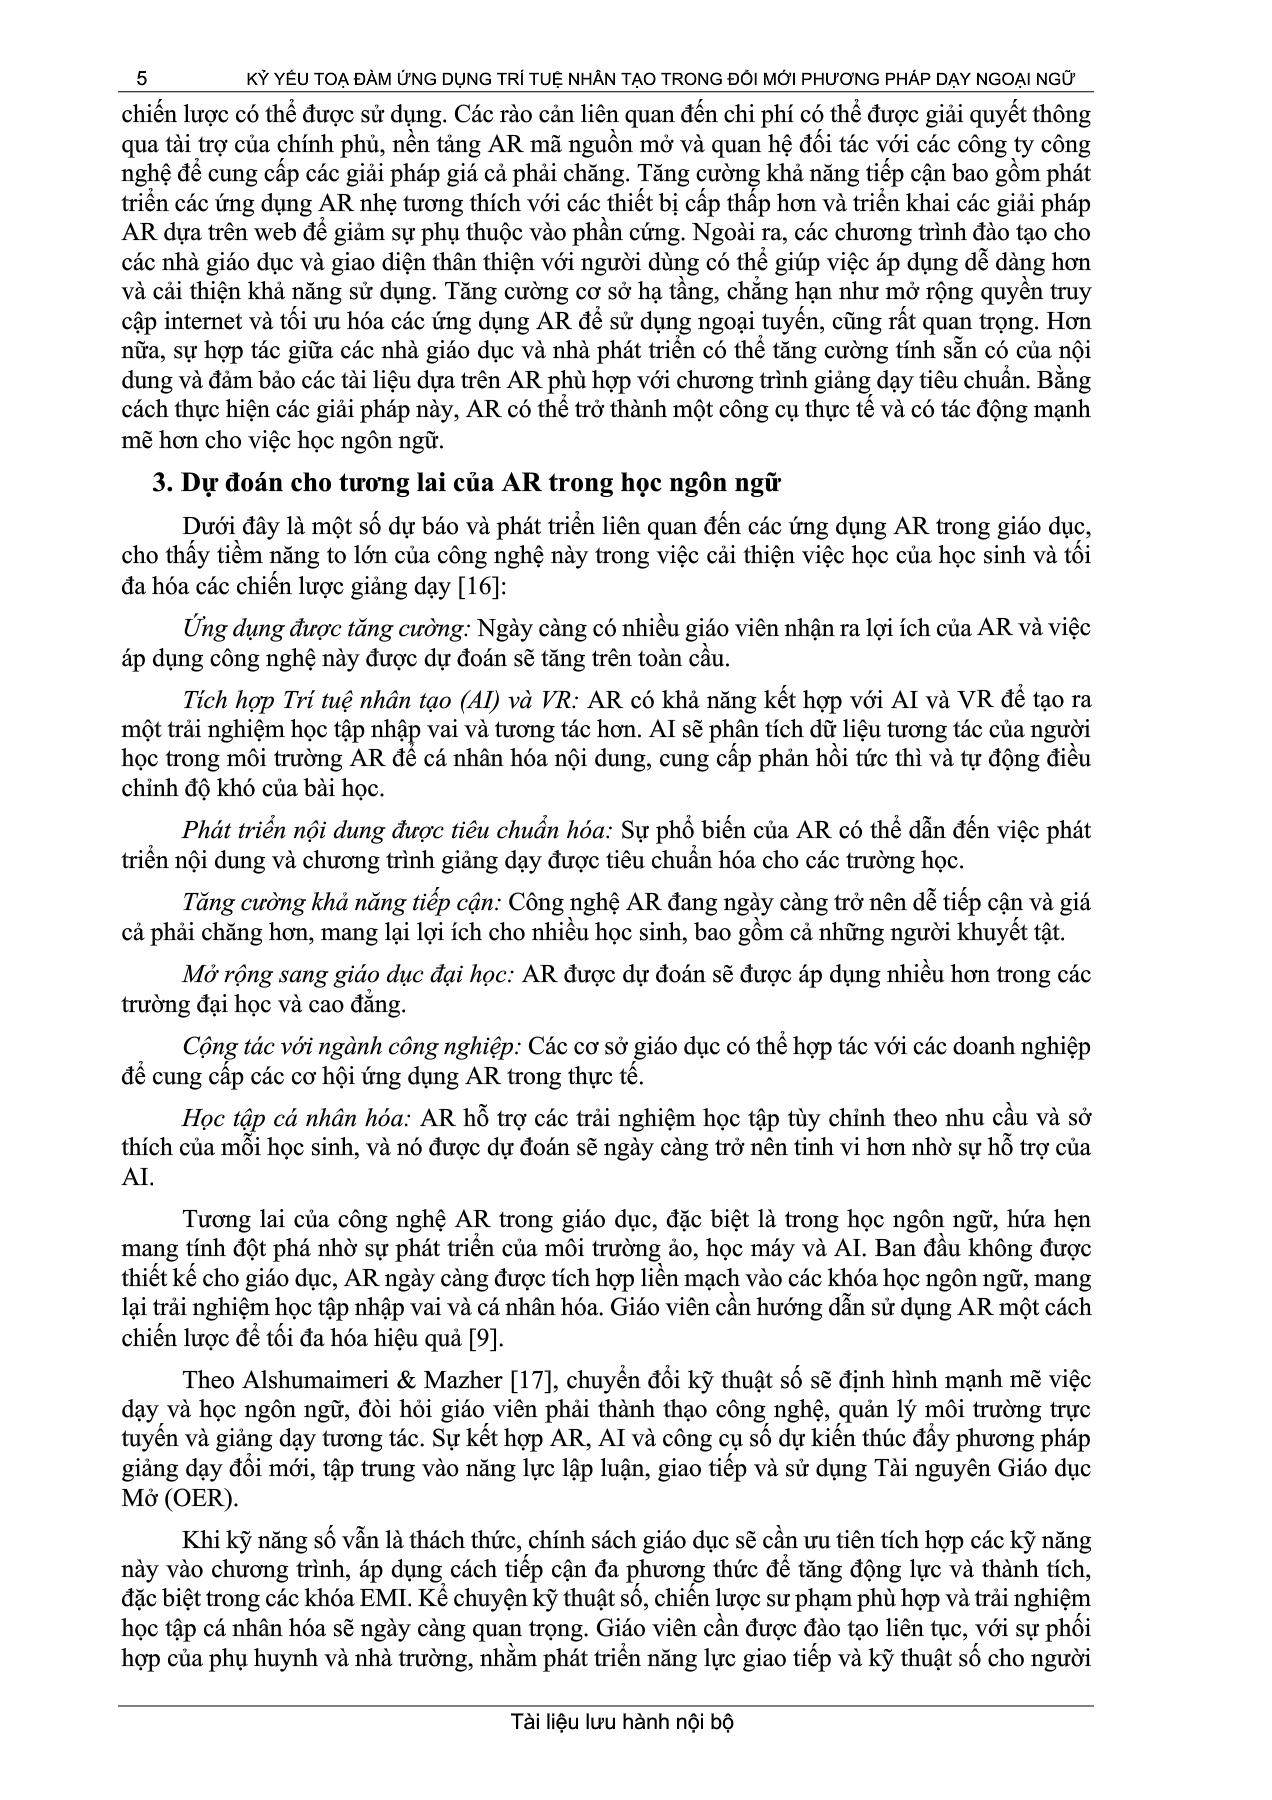 5 KỶ YẾU TOẠ ĐÀM ỨNG DỤNG TRÍ TUỆ NHÂN TẠO TRONG ĐỔI MỚI PHƯƠNG PHÁP DẠY NGOẠI NGỮ
chiến lược có thể được sử dụng. Các rào cản liên quan đến chi phí có thể được giải quyết thông
qua tài trợ của chính phủ, nền tảng AR mã nguồn mở và quan hệ đối tác với các công ty công
nghệ để cung cấp các giải pháp giá cả phải chăng. Tăng cường khả năng tiếp cận bao gồm phát
triển các ứng dụng AR nhẹ tương thích với các thiết bị cấp thấp hơn và triển khai các giải pháp
AR dựa trên web để giảm sự phụ thuộc vào phần cứng. Ngoài ra, các chương trình đào tạo cho
các nhà giáo dục và giao diện thân thiện với người dùng có thể giúp việc áp dụng dễ dàng hơn
và cải thiện khả năng sử dụng. Tăng cường cơ sở hạ tầng, chẳng hạn như mở rộng quyền truy
cập internet và tối ưu hóa các ứng dụng AR để sử dụng ngoại tuyến, cũng rất quan trọng. Hơn
nữa, sự hợp tác giữa các nhà giáo dục và nhà phát triển có thể tăng cường tính sẵn có của nội
dung và đảm bảo các tài liệu dựa trên AR phù hợp với chương trình giảng dạy tiêu chuẩn. Bằng
cách thực hiện các giải pháp này, AR có thể trở thành một công cụ thực tế và có tác động mạnh
mẽ hơn cho việc học ngôn ngữ.
3. Dự đoán cho tương lai của AR trong học ngôn ngữ
Dưới đây là một số dự báo và phát triển liên quan đến các ứng dụng AR trong giáo dục,
cho thấy tiềm năng to lớn của công nghệ này trong việc cải thiện việc học của học sinh và tối
đa hóa các chiến lược giảng dạy [16]:
Ứng dụng được tăng cường: Ngày càng có nhiều giáo viên nhận ra lợi ích của AR và việc
áp dụng công nghệ này được dự đoán sẽ tăng trên toàn cầu.
Tích hợp Trí tuệ nhân tạo (AI) và VR: AR có khả năng kết hợp với AI và VR để tạo ra
một trải nghiệm học tập nhập vai và tương tác hơn. AI sẽ phân tích dữ liệu tương tác của người
học trong môi trường AR để cá nhân hóa nội dung, cung cấp phản hồi tức thì và tự động điều
chỉnh độ khó của bài học.
Phát triển nội dung được tiêu chuẩn hóa: Sự phổ biến của AR có thể dẫn đến việc phát
triển nội dung và chương trình giảng dạy được tiêu chuẩn hóa cho các trường học.
Tăng cường khả năng tiếp cận: Công nghệ AR đang ngày càng trở nên dễ tiếp cận và giá
cả phải chăng hơn, mang lại lợi ích cho nhiều học sinh, bao gồm cả những người khuyết tật.
Mở rộng sang giáo dục đại học: AR được dự đoán sẽ được áp dụng nhiều hơn trong các
trường đại học và cao đẳng.
Cộng tác với ngành công nghiệp: Các cơ sở giáo dục có thể hợp tác với các doanh nghiệp
để cung cấp các cơ hội ứng dụng AR trong thực tế.
Học tập cá nhân hóa: AR hỗ trợ các trải nghiệm học tập tùy chỉnh theo nhu cầu và sở
thích của mỗi học sinh, và nó được dự đoán sẽ ngày càng trở nên tinh vi hơn nhờ sự hỗ trợ của
AI.
Tương lai của công nghệ AR trong giáo dục, đặc biệt là trong học ngôn ngữ, hứa hẹn
mang tính đột phá nhờ sự phát triển của môi trường ảo, học máy và AI. Ban đầu không được
thiết kế cho giáo dục, AR ngày càng được tích hợp liền mạch vào các khóa học ngôn ngữ, mang
lại trải nghiệm học tập nhập vai và cá nhân hóa. Giáo viên cần hướng dẫn sử dụng AR một cách
chiến lược để tối đa hóa hiệu quả [9].
Theo Alshumaimeri & Mazher [17], chuyển đổi kỹ thuật số sẽ định hình mạnh mẽ việc
dạy và học ngôn ngữ, đòi hỏi giáo viên phải thành thạo công nghệ, quản lý môi trường trực
tuyến và giảng dạy tương tác. Sự kết hợp AR, AI và công cụ số dự kiến thúc đẩy phương pháp
giảng dạy đổi mới, tập trung vào năng lực lập luận, giao tiếp và sử dụng Tài nguyên Giáo dục
Mở (OER).
Khi kỹ năng số vẫn là thách thức, chính sách giáo dục sẽ cần ưu tiên tích hợp các kỹ năng
này vào chương trình, áp dụng cách tiếp cận đa phương thức để tăng động lực và thành tích,
đặc biệt trong các khóa EMI. Kể chuyện kỹ thuật số, chiến lược sư phạm phù hợp và trải nghiệm
học tập cá nhân hóa sẽ ngày càng quan trọng. Giáo viên cần được đào tạo liên tục, với sự phối
hợp của phụ huynh và nhà trường, nhằm phát triển năng lực giao tiếp và kỹ thuật số cho người
Tài liệu lưu hành nội bộ